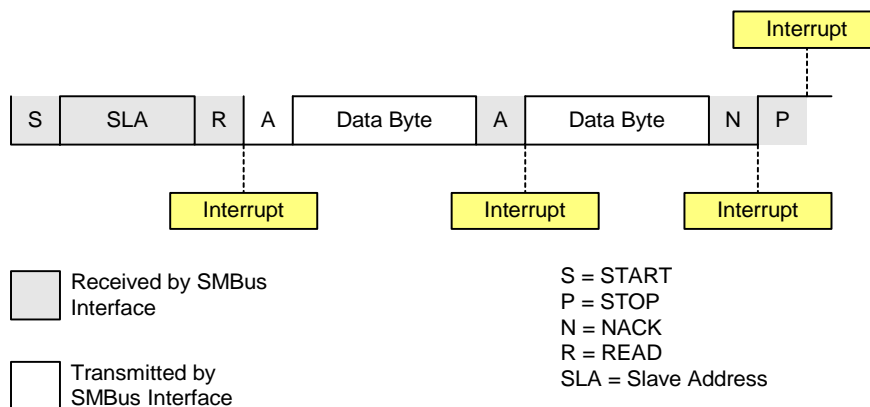 Interrupt
S SLA R A Data Byte A Data Byte N P
Interrupt Interrupt Interrupt
Received by SMBus
Interface
Transmitted by
SMBus Interface
S = START
P = STOP
N = NACK
R = READ
SLA = Slave Address